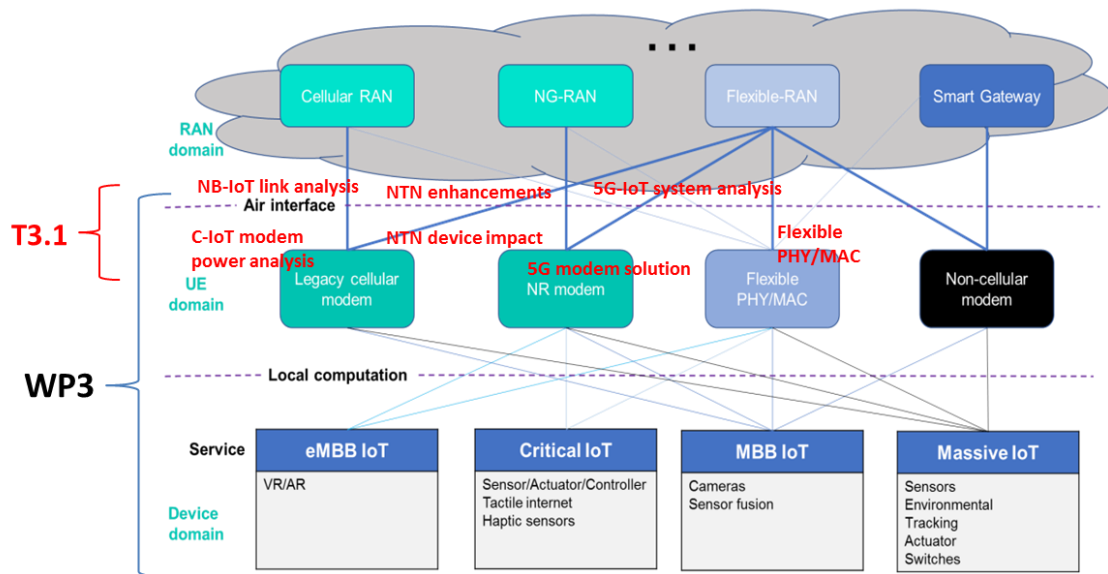 . . .
Cellular RAN
NG-RAN
Flexible-RAN
Smart Gateway
RAN
domain
NB-IoT link analysis
NTN enhancements
5G-IoT system analysis
Air interface
T3.1
C-IoT modem
power analysis
NTN device impact
5G modem solution
Flexible
PHY/MAC
UE
domain
Legacy cellular
modem
NR modem
Flexible
PHY/MAC
Non-cellular
modem
WP3
Local computation
Service
eMBB IoT
Critical IoT
MBB IoT
Massive IoT
Device
domain
VR/AR
Sensor/Actuator/Controller
Tactile internet
Haptic sensors
Cameras
Sensor fusion
Sensors
Environmental
Tracking
Actuator
Switches